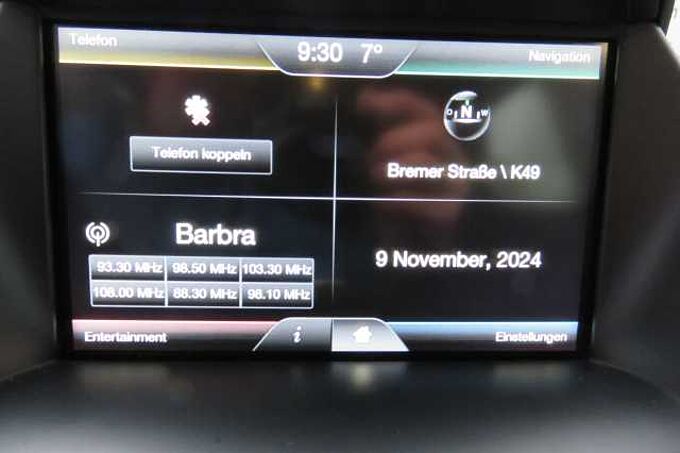 Telefon
9:30 7°
Navigation
Telefon koppeln
N
W
Bremer Straße \ K49
Barbra
93.30 MHz 98.50 MHz 103.30 MHz
106.00 MHz 88.30 MHz 98.10 MHz
9 November, 2024
Entertainment
i
Einstellungen